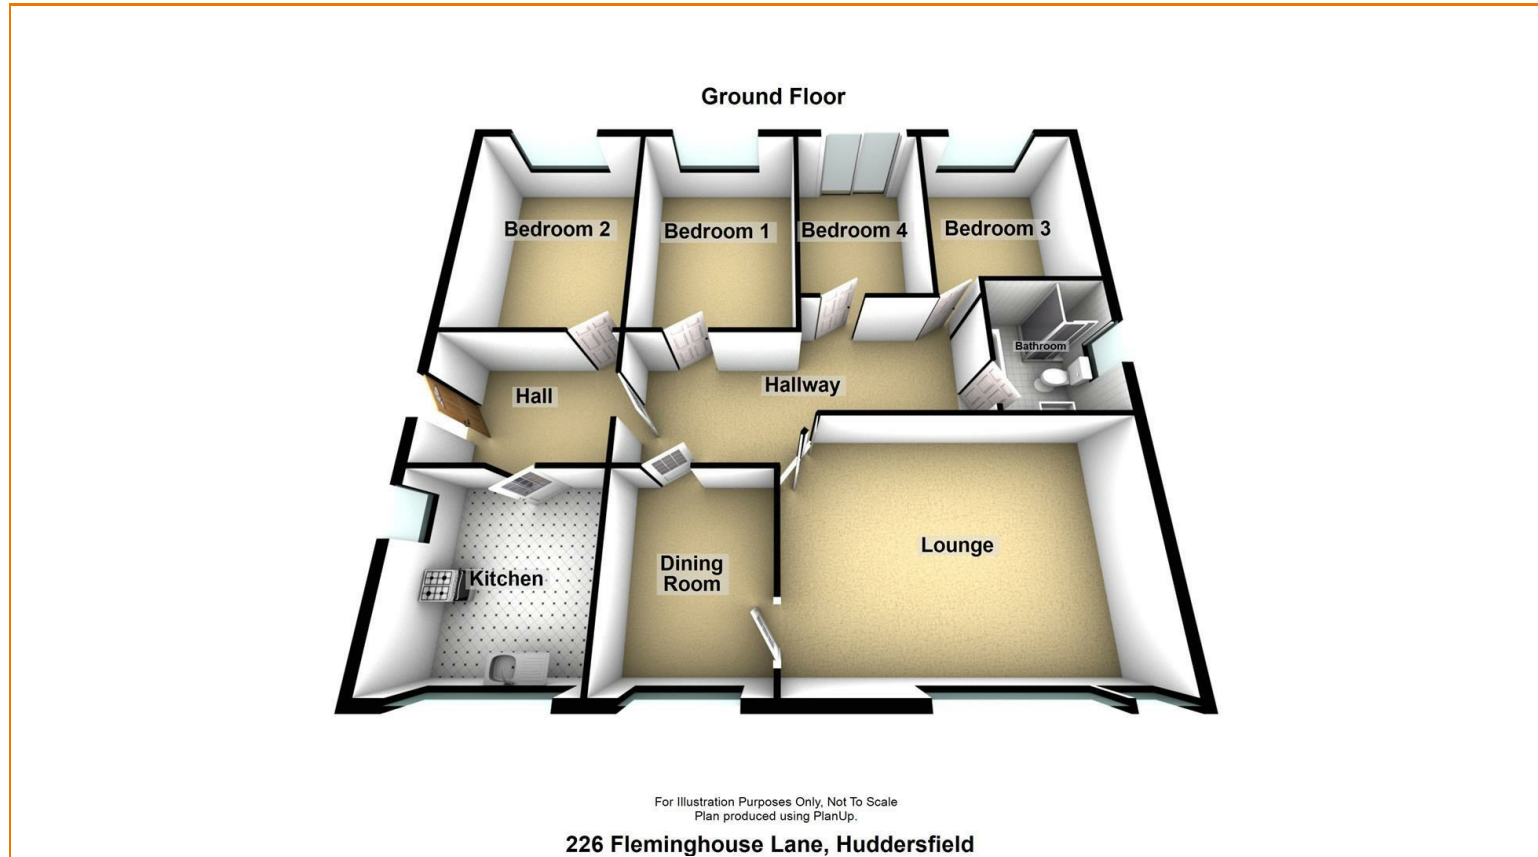 Ground Floor
Bedroom 2
Bedroom 1
Bedroom 4
Bedroom 3
Bathroom
Hallway
Hall
Lounge
Dining
Room
Kitchen
For Illustration Purposes Only, Not To Scale
Plan produced using PlanUp.
226 Fleminghouse Lane, Huddersfield